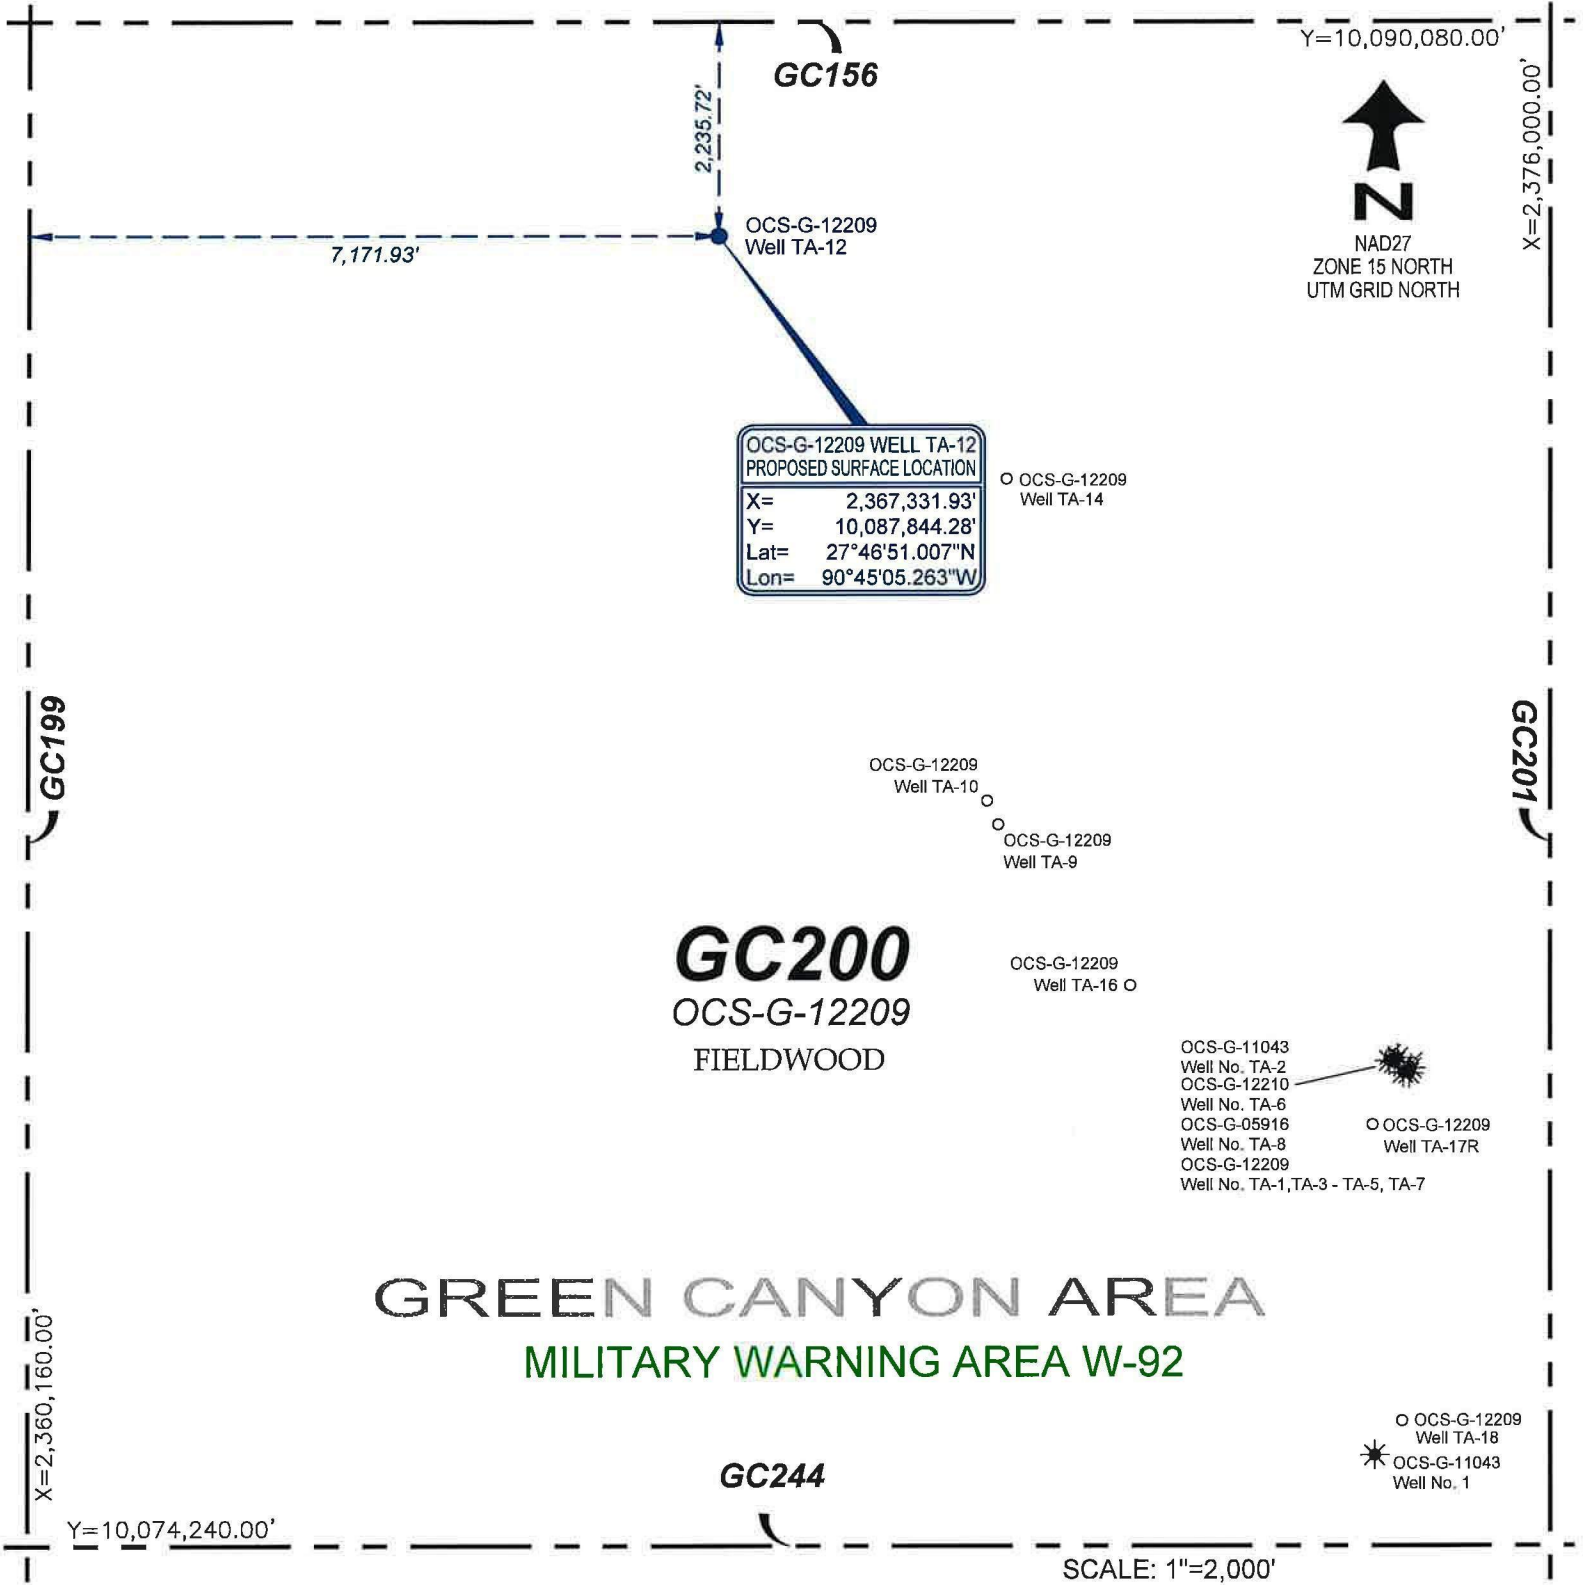 Y=10,090,080.00'
GC156
X=2,376,000.00'
2,235.72'
N
NAD27
ZONE 15 NORTH
UTM GRID NORTH
OCS-G-12209
Well TA-12
7,171.93'
OCS-G-12209 WELL TA-12
PROPOSED SURFACE LOCATION
X= 2,367,331.93'
Y= 10,087,844.28'
Lat= 27°46'51.007"N
Lon= 90°45'05.263"W
OCS-G-12209
Well TA-14
GC199
GC201
OCS-G-12209
Well TA-10
OCS-G-12209
Well TA-9
GC200
OCS-G-12209
FIELDWOOD
OCS-G-12209
Well TA-16
OCS-G-11043
Well No. TA-2
OCS-G-12210
Well No. TA-6
OCS-G-05916
Well No. TA-8
OCS-G-12209
Well No. TA-1,TA-3 - TA-5, TA-7
OCS-G-12209
Well TA-17R
GREEN CANYON AREA
MILITARY WARNING AREA W-92
X=2,360,160.00'
OCS-G-12209
Well TA-18
OCS-G-11043
Well No. 1
GC244
Y=10,074,240.00'
SCALE: 1"=2,000'